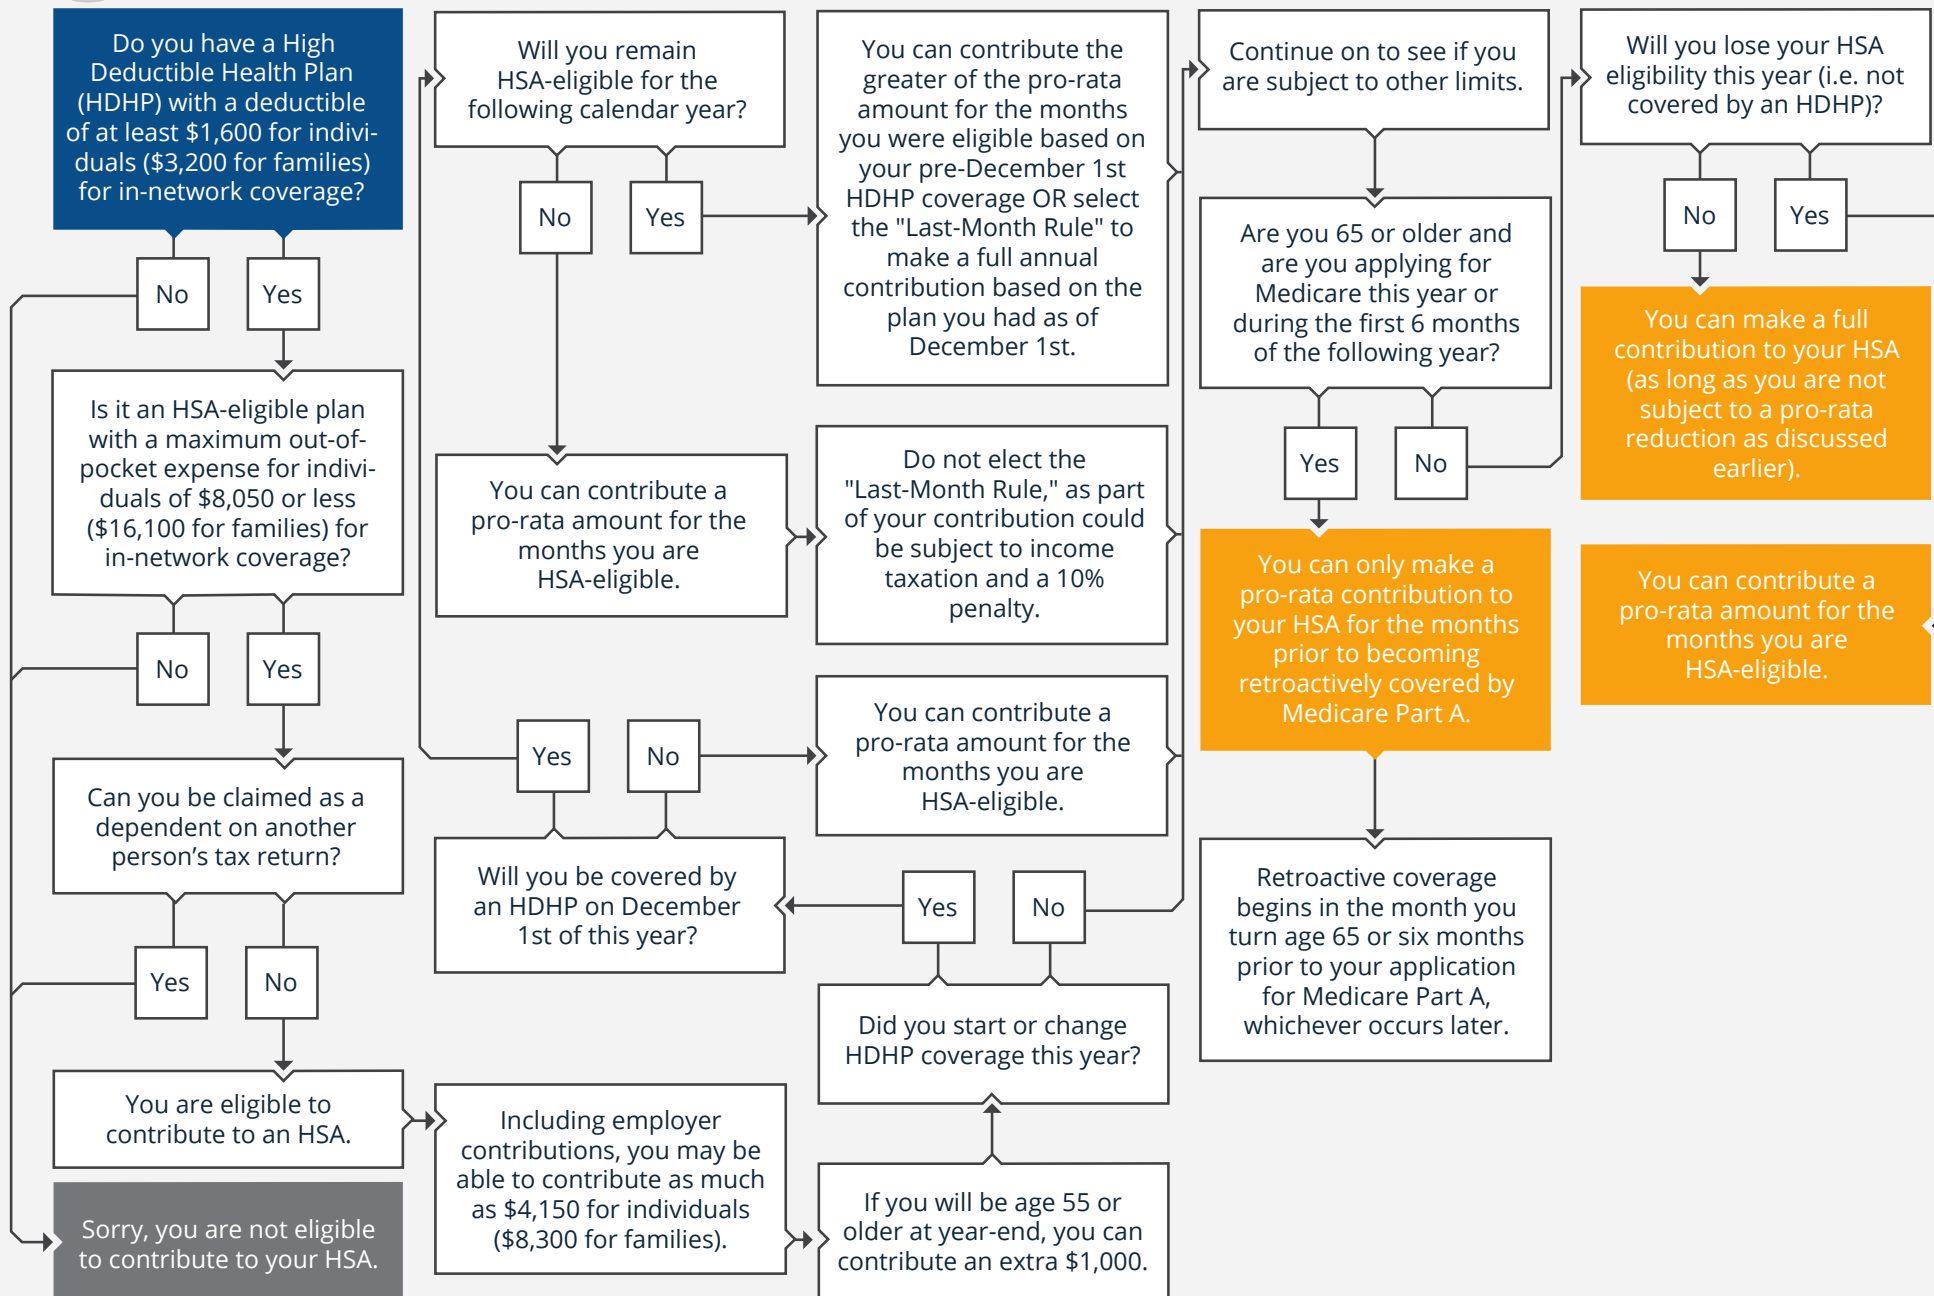 Do you have a High
Deductible Health Plan
(HDHP) with a deductible
of at least $1,600 for indivi-
duals ($3,200 for families)
for in-network coverage?
No
Yes
Is it an HSA-eligible plan
with a maximum out-of-
pocket expense for indivi-
duals of $8,050 or less
($16,100 for families) for
in-network coverage?
No
Yes
Can you be claimed as a
dependent on another
person's tax return?
Yes
No
You are eligible to
contribute to an HSA.
Sorry, you are not eligible
to contribute to your HSA.
Including employer
contributions, you may be
able to contribute as much
as $4,150 for individuals
($8,300 for families).
If you will be age 55 or
older at year-end, you can
contribute an extra $1,000.
Did you start or change
HDHP coverage this year?
Yes
No
Will you be covered by
an HDHP on December
1st of this year?
Yes
No
You can contribute a
pro-rata amount for the
months you are
HSA-eligible.
Will you remain
HSA-eligible for the
following calendar year?
No
Yes
You can contribute a
pro-rata amount for the
months you are
HSA-eligible.
Do not elect the
"Last-Month Rule," as part
of your contribution could
be subject to income
taxation and a 10%
penalty.
You can contribute the
greater of the pro-rata
amount for the months
you were eligible based on
your pre-December 1st
HDHP coverage OR select
the "Last-Month Rule" to
make a full annual
contribution based on the
plan you had as of
December 1st.
Continue on to see if you
are subject to other limits.
Are you 65 or older and
are you applying for
Medicare this year or
during the first 6 months
of the following year?
Yes
No
You can only make a
pro-rata contribution to
your HSA for the months
prior to becoming
retroactively covered by
Medicare Part A.
Retroactive coverage
begins in the month you
turn age 65 or six months
prior to your application
for Medicare Part A,
whichever occurs later.
Will you lose your HSA
eligibility this year (i.e. not
covered by an HDHP)?
No
Yes
You can make a full
contribution to your HSA
(as long as you are not
subject to a pro-rata
reduction as discussed
earlier).
You can contribute a
pro-rata amount for the
months you are
HSA-eligible.